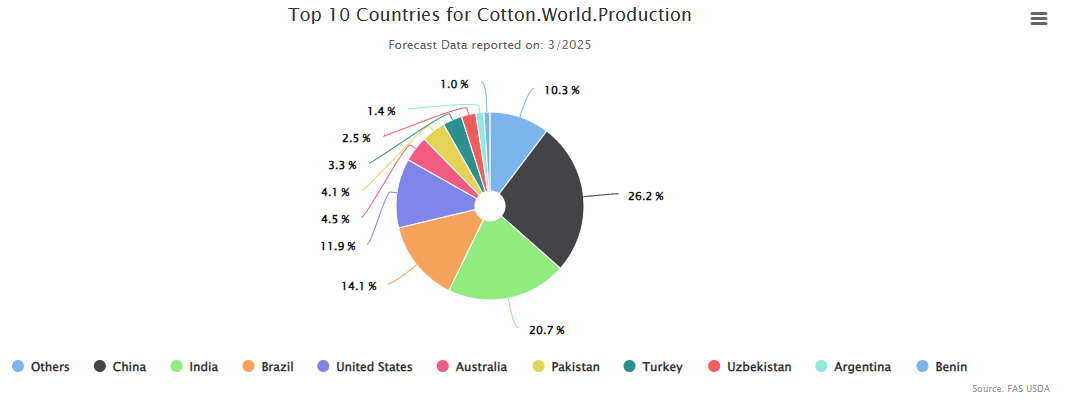 Top 10 Countries for Cotton.World.Production
Forecast Data reported on: 3/2025
1.0 %
10.3 %
1.4 %
2.5 %
3.3 %
4.1 %
26.2 %
4.5 %
11.9 %
14.1 %
20.7 %
Others China India Brazil United States Australia Pakistan Turkey Uzbekistan Argentina Benin
Source: FAS USDA